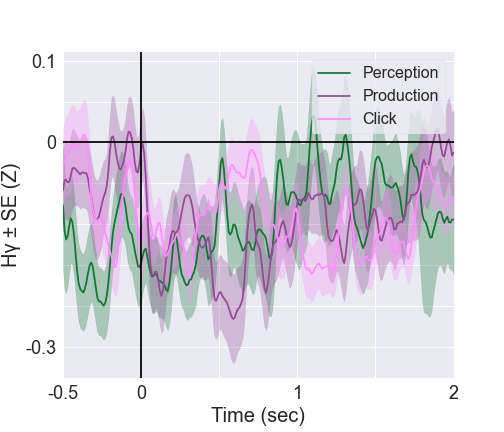 0.1
0
-0.3
Hγ ± SE (Z)
Perception
Production
Click
-0.5 0 1 2
Time (sec)